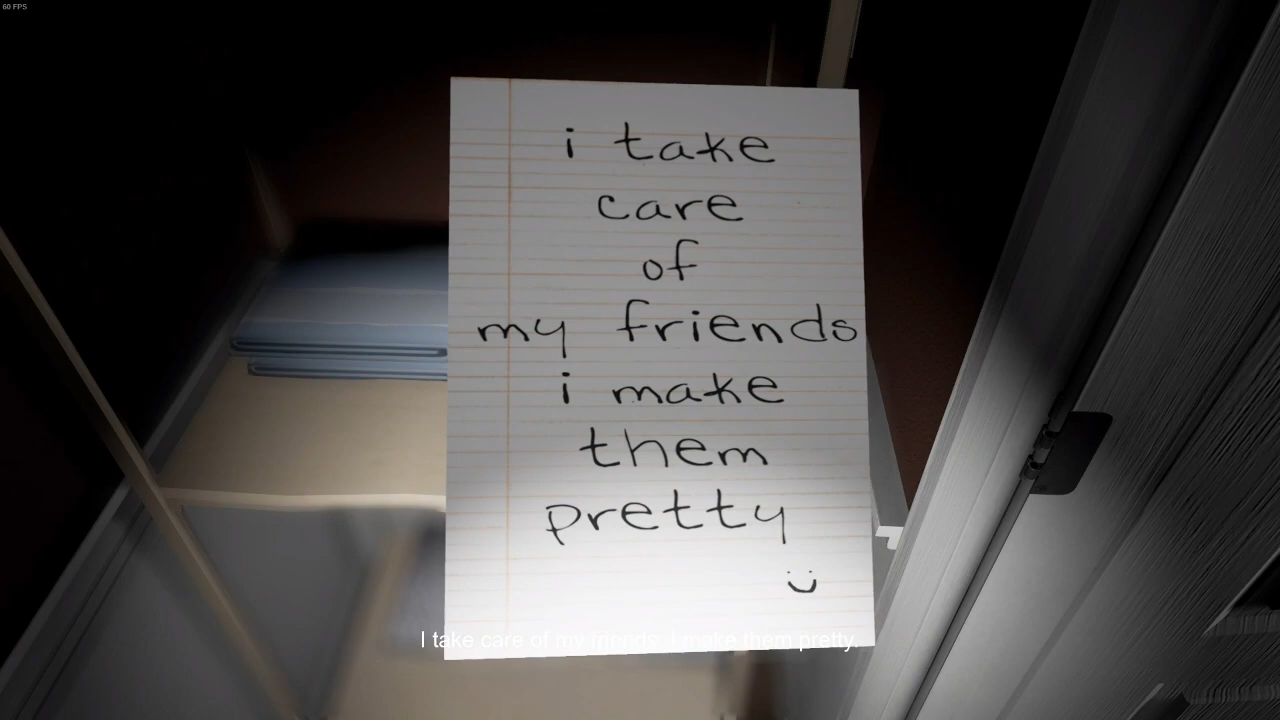 60 FPS
i take
care
of
my friends
i make
them
pretty
I take care of my friends. I make them pretty.